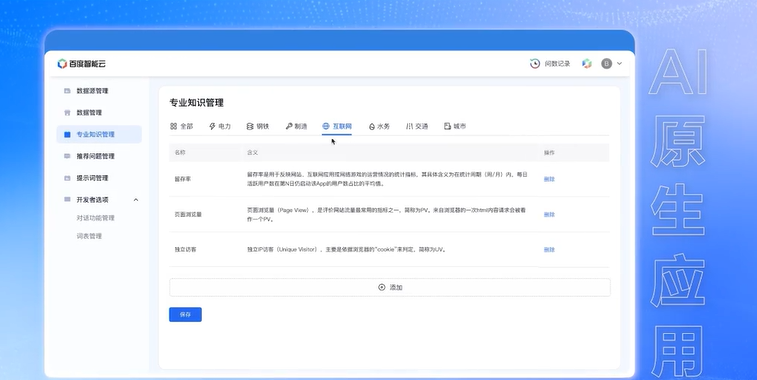 百度智能云
问数记录
B
数据源管理
数据管理
专业知识管理
推荐问题管理
提示词管理
开发者选项
对话功能管理
词表管理
专业知识管理
全部 电力 钢铁 制造 互联网 水务 交通 城市
名称 含义 操作
留存率
留存率是用于反映网站、互联网应用或网络游戏的运营情况的统计指标，其具体含义为在统计周期（周/月）内，每日
活跃用户数在第N日仍启动该App的用户数占比的平均值。
删除
页面浏览量
页面浏览量（Page View），是评价网站流量最常用的指标之一，简称为PV。来自浏览器的一次html内容请求会被看
作一个PV。
删除
独立访客
独立IP访客（Unique Visitor），主要是依据浏览器的“cookie”来判定，简称为UV。
删除
添加
保存
AI
原
生
应
用